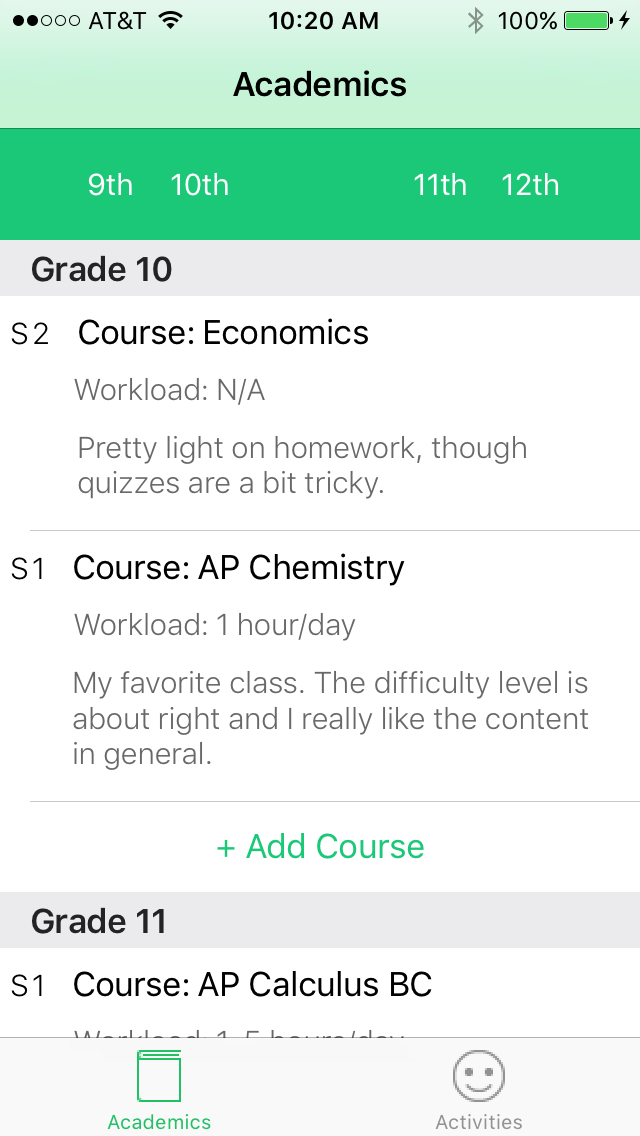 AT&T 10:20 AM 100%
Academics
9th 10th 11th 12th
Grade 10
S2 Course: Economics
Workload: N/A
Pretty light on homework, though
quizzes are a bit tricky.
S1 Course: AP Chemistry
Workload: 1 hour/day
My favorite class. The difficulty level is
about right and I really like the content
in general.
+ Add Course
Grade 11
S1 Course: AP Calculus BC
Academics Activities